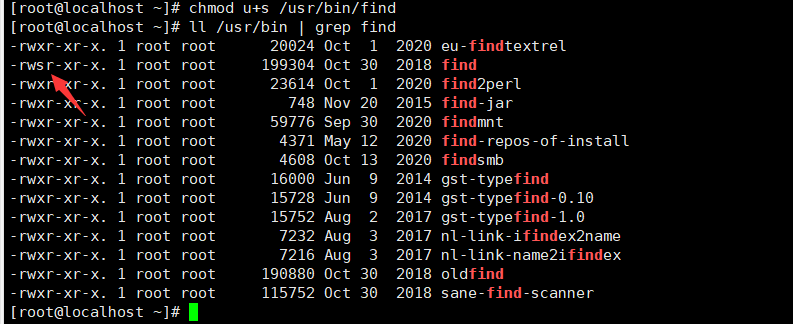 [root@localhost ~]# chmod u+s /usr/bin/find
[root@localhost ~]# ll /usr/bin | grep find
-rwxr-xr-x. 1 root root      20024 Oct  1  2020 eu-findtextrel
-rwsr-xr-x. 1 root root     199304 Oct 30  2018 find
-rwxr-xr-x. 1 root root      23614 Oct  1  2020 find2perl
-rwxr-xr-x. 1 root root        748 Nov 20  2015 find-jar
-rwxr-xr-x. 1 root root      59776 Sep 30  2020 findmnt
-rwxr-xr-x. 1 root root       4371 May 12  2020 find-repos-of-install
-rwxr-xr-x. 1 root root       4608 Oct 13  2020 findsmb
-rwxr-xr-x. 1 root root      16000 Jun  9  2014 gst-typefind
-rwxr-xr-x. 1 root root      15728 Jun  9  2014 gst-typefind-0.10
-rwxr-xr-x. 1 root root      15752 Aug  2  2017 gst-typefind-1.0
-rwxr-xr-x. 1 root root       7232 Aug  3  2017 nl-link-ifindex2name
-rwxr-xr-x. 1 root root       7216 Aug  3  2017 nl-link-name2ifindex
-rwxr-xr-x. 1 root root     190880 Oct 30  2018 oldfind
-rwxr-xr-x. 1 root root     115752 Oct 30  2018 sane-find-scanner
[root@localhost ~]#